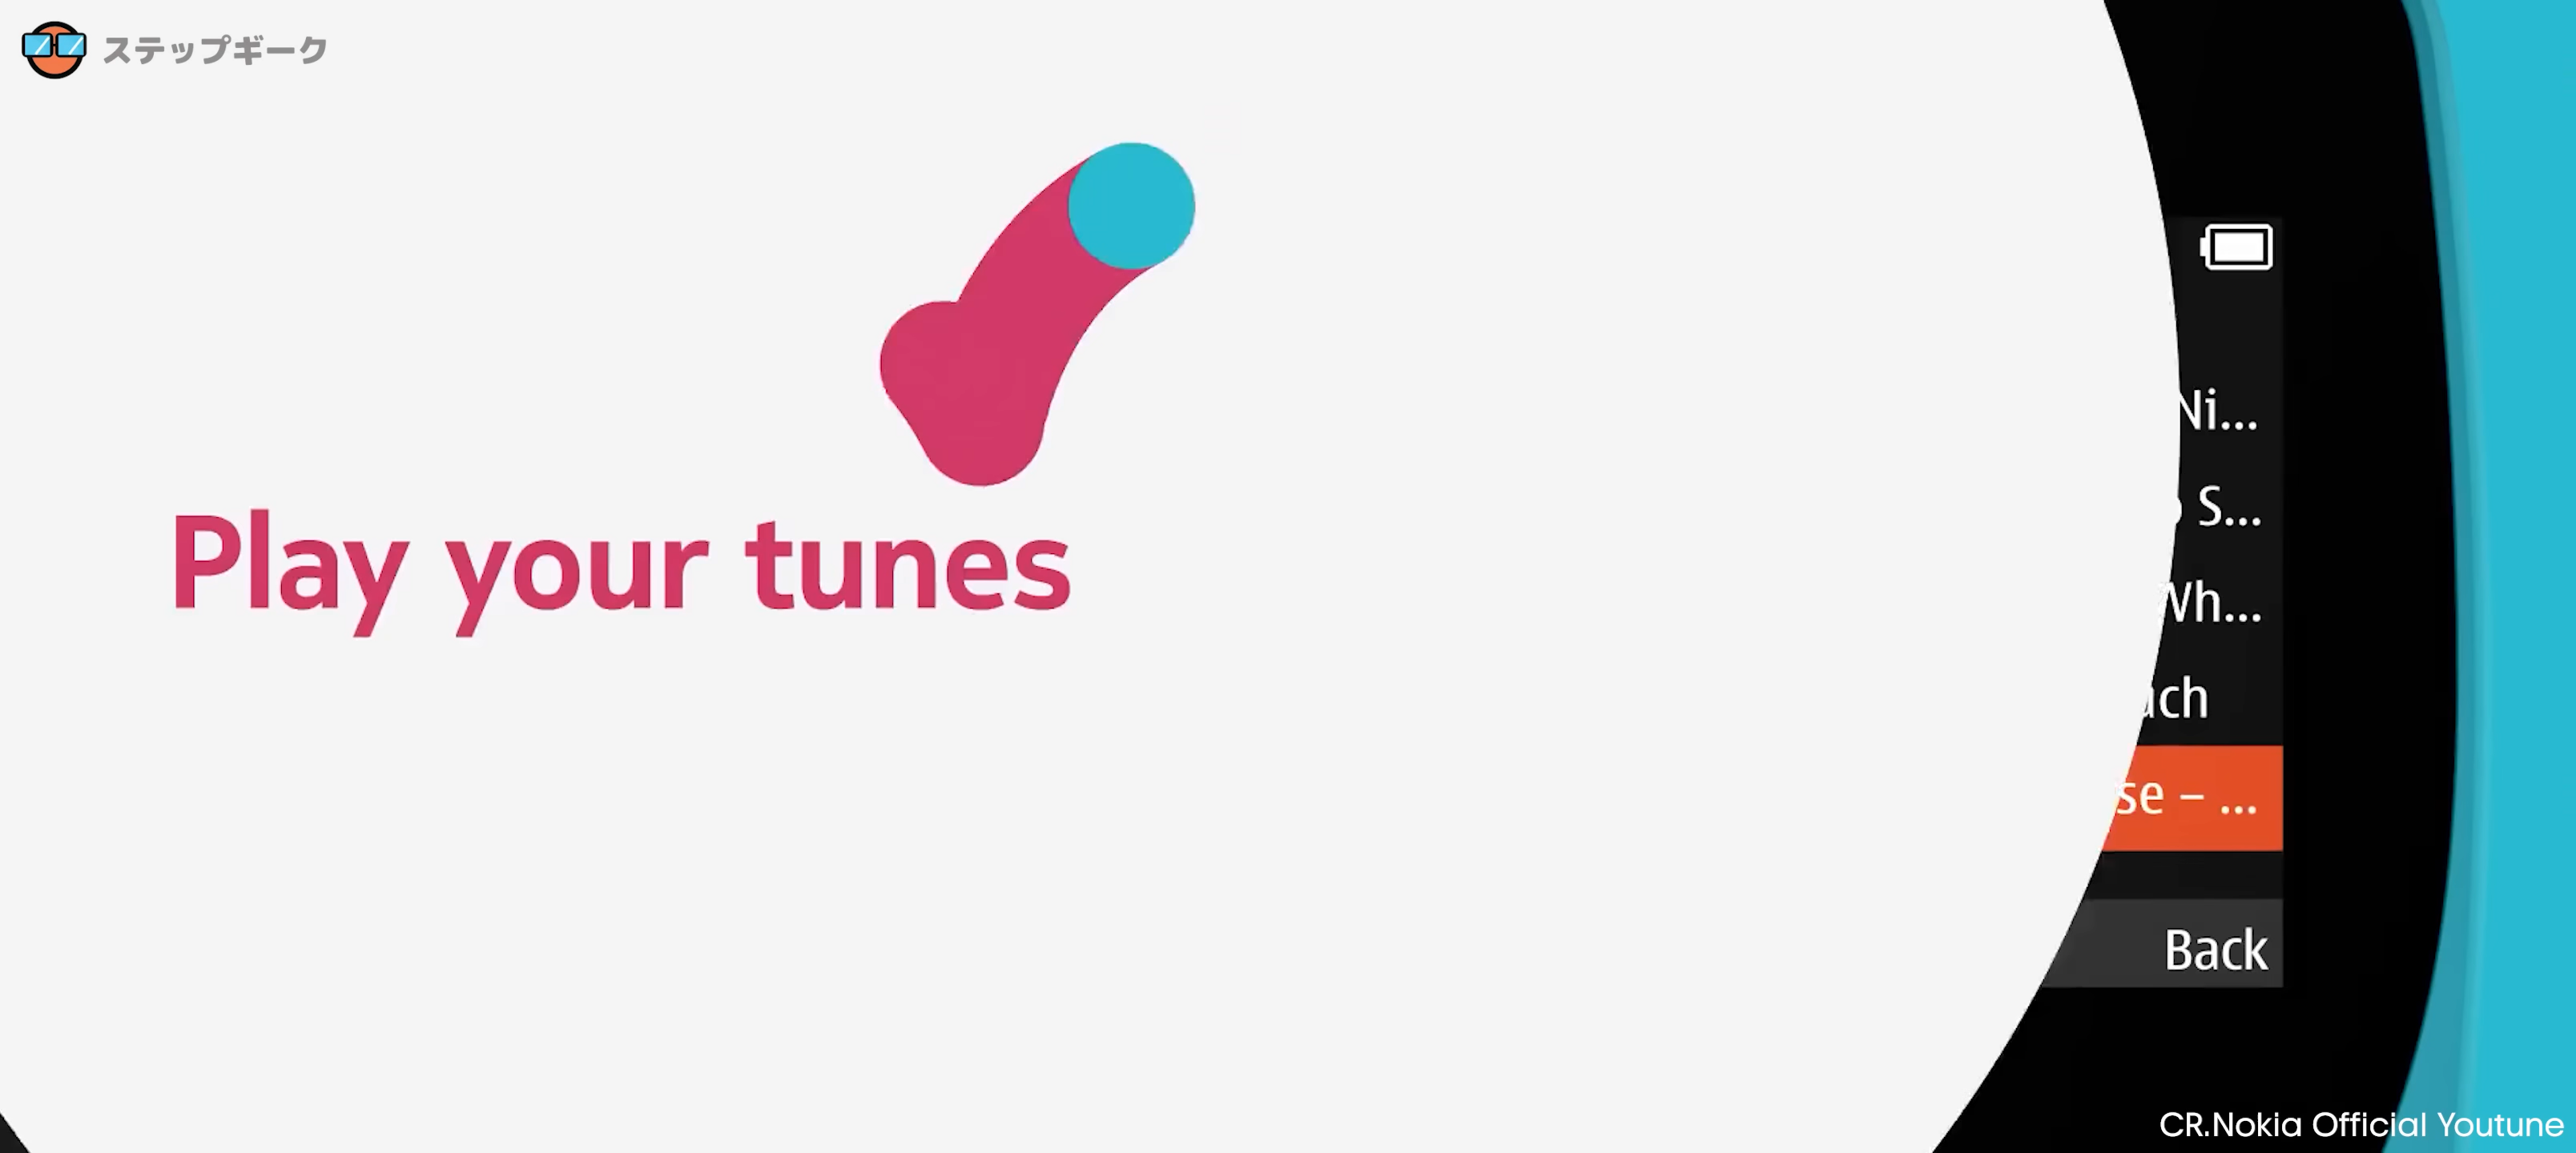 ステップギーク
Play your tunes
Ni...
S...
Wh...
ch
se – ...
Back
CR.Nokia Official Youtune